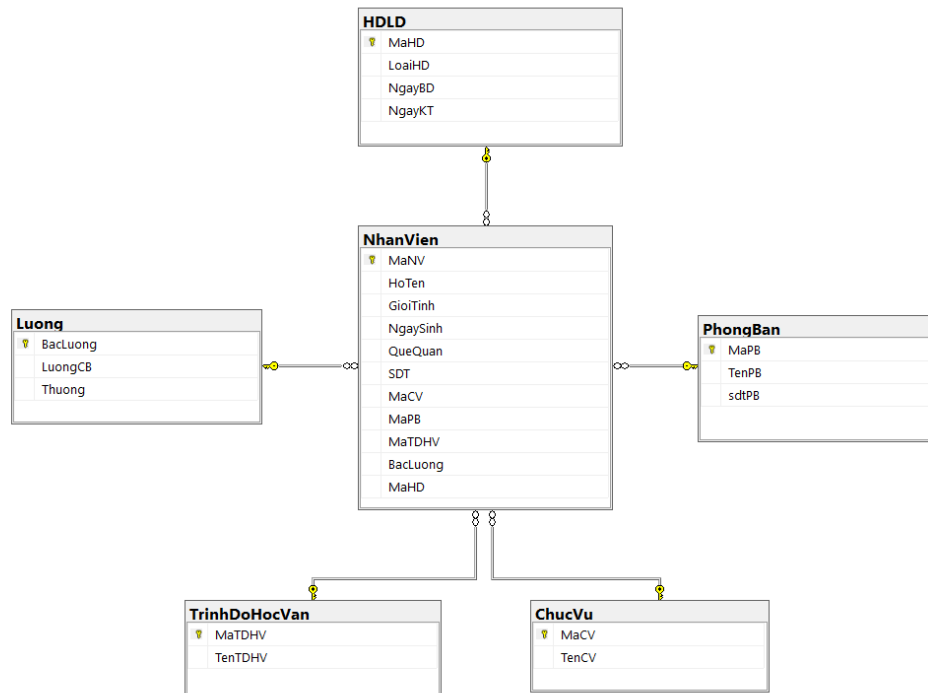 HDLD
MaHD
LoaiHD
NgayBD
NgayKT
NhanVien
MaNV
HoTen
GioiTinh
NgaySinh
QueQuan
SDT
MaCV
MaPB
MaTDHV
BacLuong
MaHD
Luong
BacLuong
LuongCB
Thuong
PhongBan
MaPB
TenPB
sdtPB
TrinhDoHocVan
MaTDHV
TenTDHV
ChucVu
MaCV
TenCV